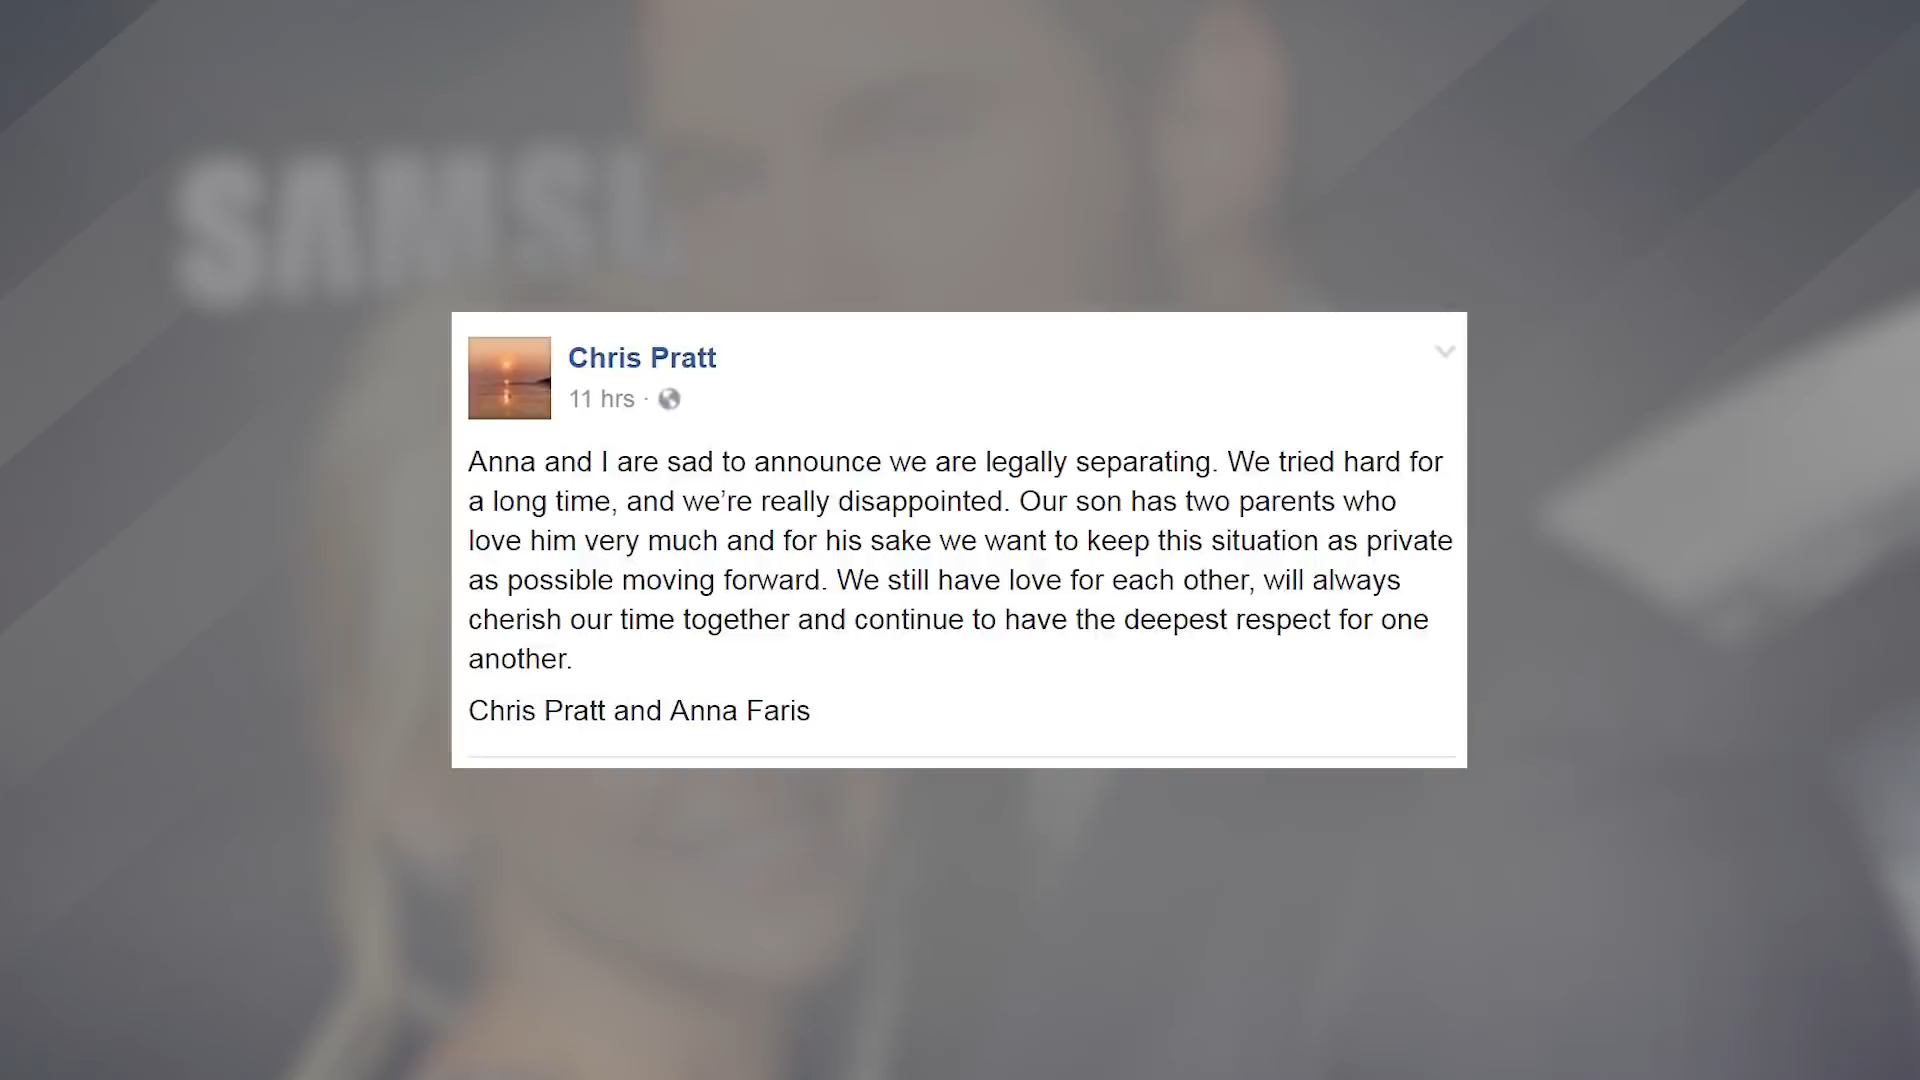 SAMSU
Chris Pratt
11 hrs ·
Anna and I are sad to announce we are legally separating. We tried hard for
a long time, and we’re really disappointed. Our son has two parents who
love him very much and for his sake we want to keep this situation as private
as possible moving forward. We still have love for each other, will always
cherish our time together and continue to have the deepest respect for one
another.
Chris Pratt and Anna Faris